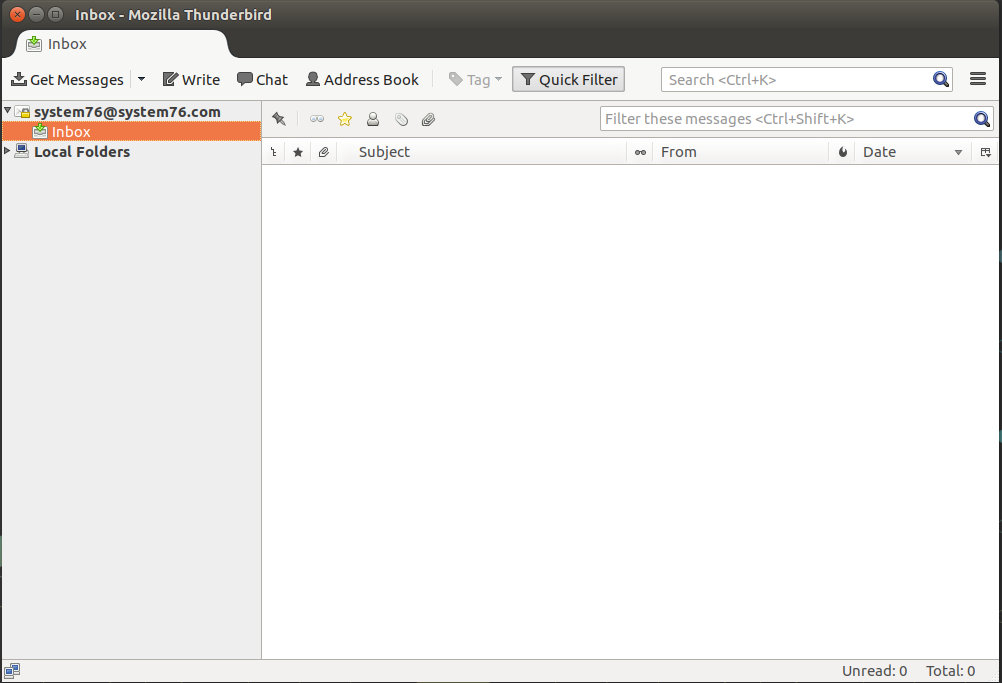 Inbox - Mozilla Thunderbird
Inbox
Get Messages Write Chat Address Book Tag Quick Filter Search <Ctrl+K>
system76@system76.com
Filter these messages <Ctrl+Shift+K>
Inbox
Local Folders
Subject From Date
Unread: 0 Total: 0